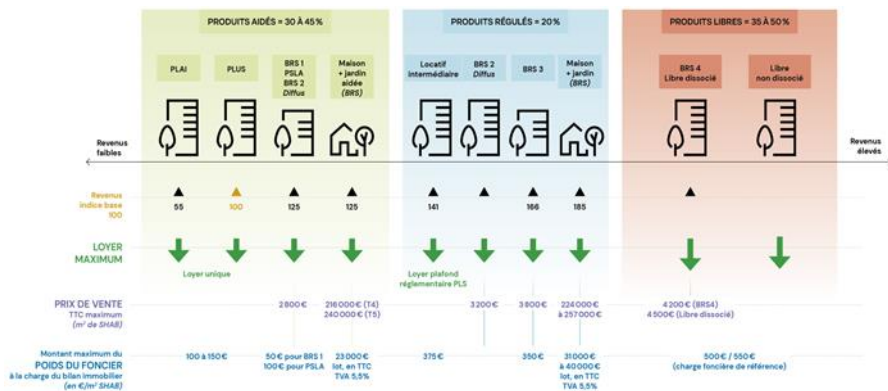 PRODUITS AIDÉS = 30 À 45%
PRODUITS RÉGULÉS = 20%
PRODUITS LIBRES = 35 À 50%
PLAI
PLUS
BRS 1
PSLA
BRS 2
Diffus
Maison
+ jardin
aidée
(BRS)
Locatif
intermédiaire
BRS 2
Diffus
BRS 3
Maison
+ jardin
(BRS)
BRS 4
Libre dissocié
Libre
non dissocié
Revenus
faibles
Revenus
élevés
Revenus
indice base
100
55
100
125
125
141
166
185
LOYER
MAXIMUM
Loyer unique
Loyer plafond
réglementaire PLS
PRIX DE VENTE
TTC maximum
(m² de SHAB)
2 800 €
216 000 € (T4)
240 000 € (T5)
3 200 €
3 800 €
224 000 €
à 257 000 €
4 200 € (BRS4)
4 500 € (Libre dissocié)
Montant maximum du
POIDS DU FONCIER
à la charge du bilan immobilier
(en €/m² SHAB)
100 à 150 €
50 € pour BRS 1
100 € pour PSLA
23 000 €
lot, en TTC
TVA 5,5%
375 €
350 €
31 000 €
à 40 000 €
lot, en TTC
TVA 5,5%
500 € / 550 €
(charge foncière de référence)